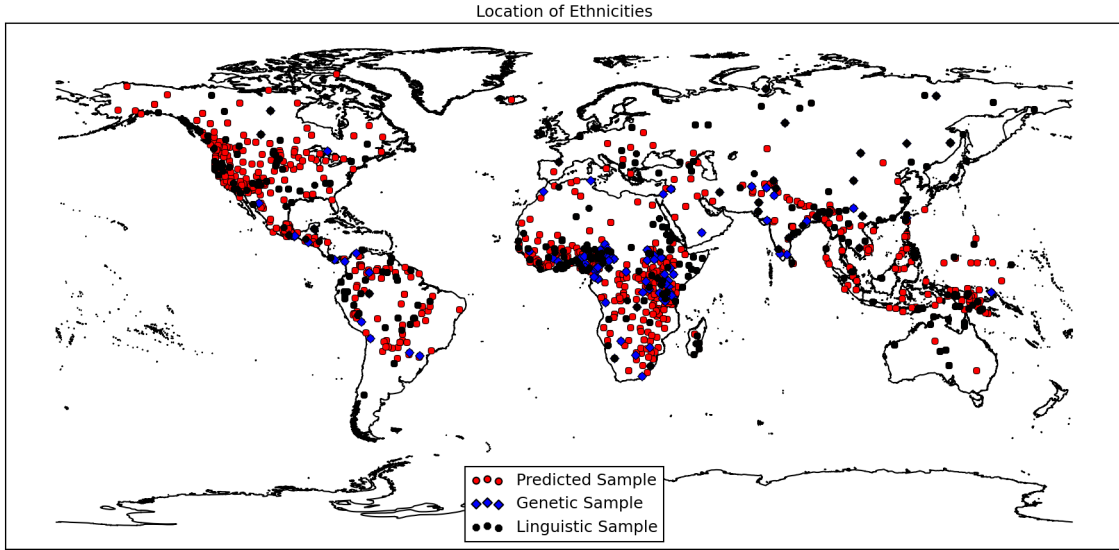 Location of Ethnicities
Predicted Sample
Genetic Sample
Linguistic Sample